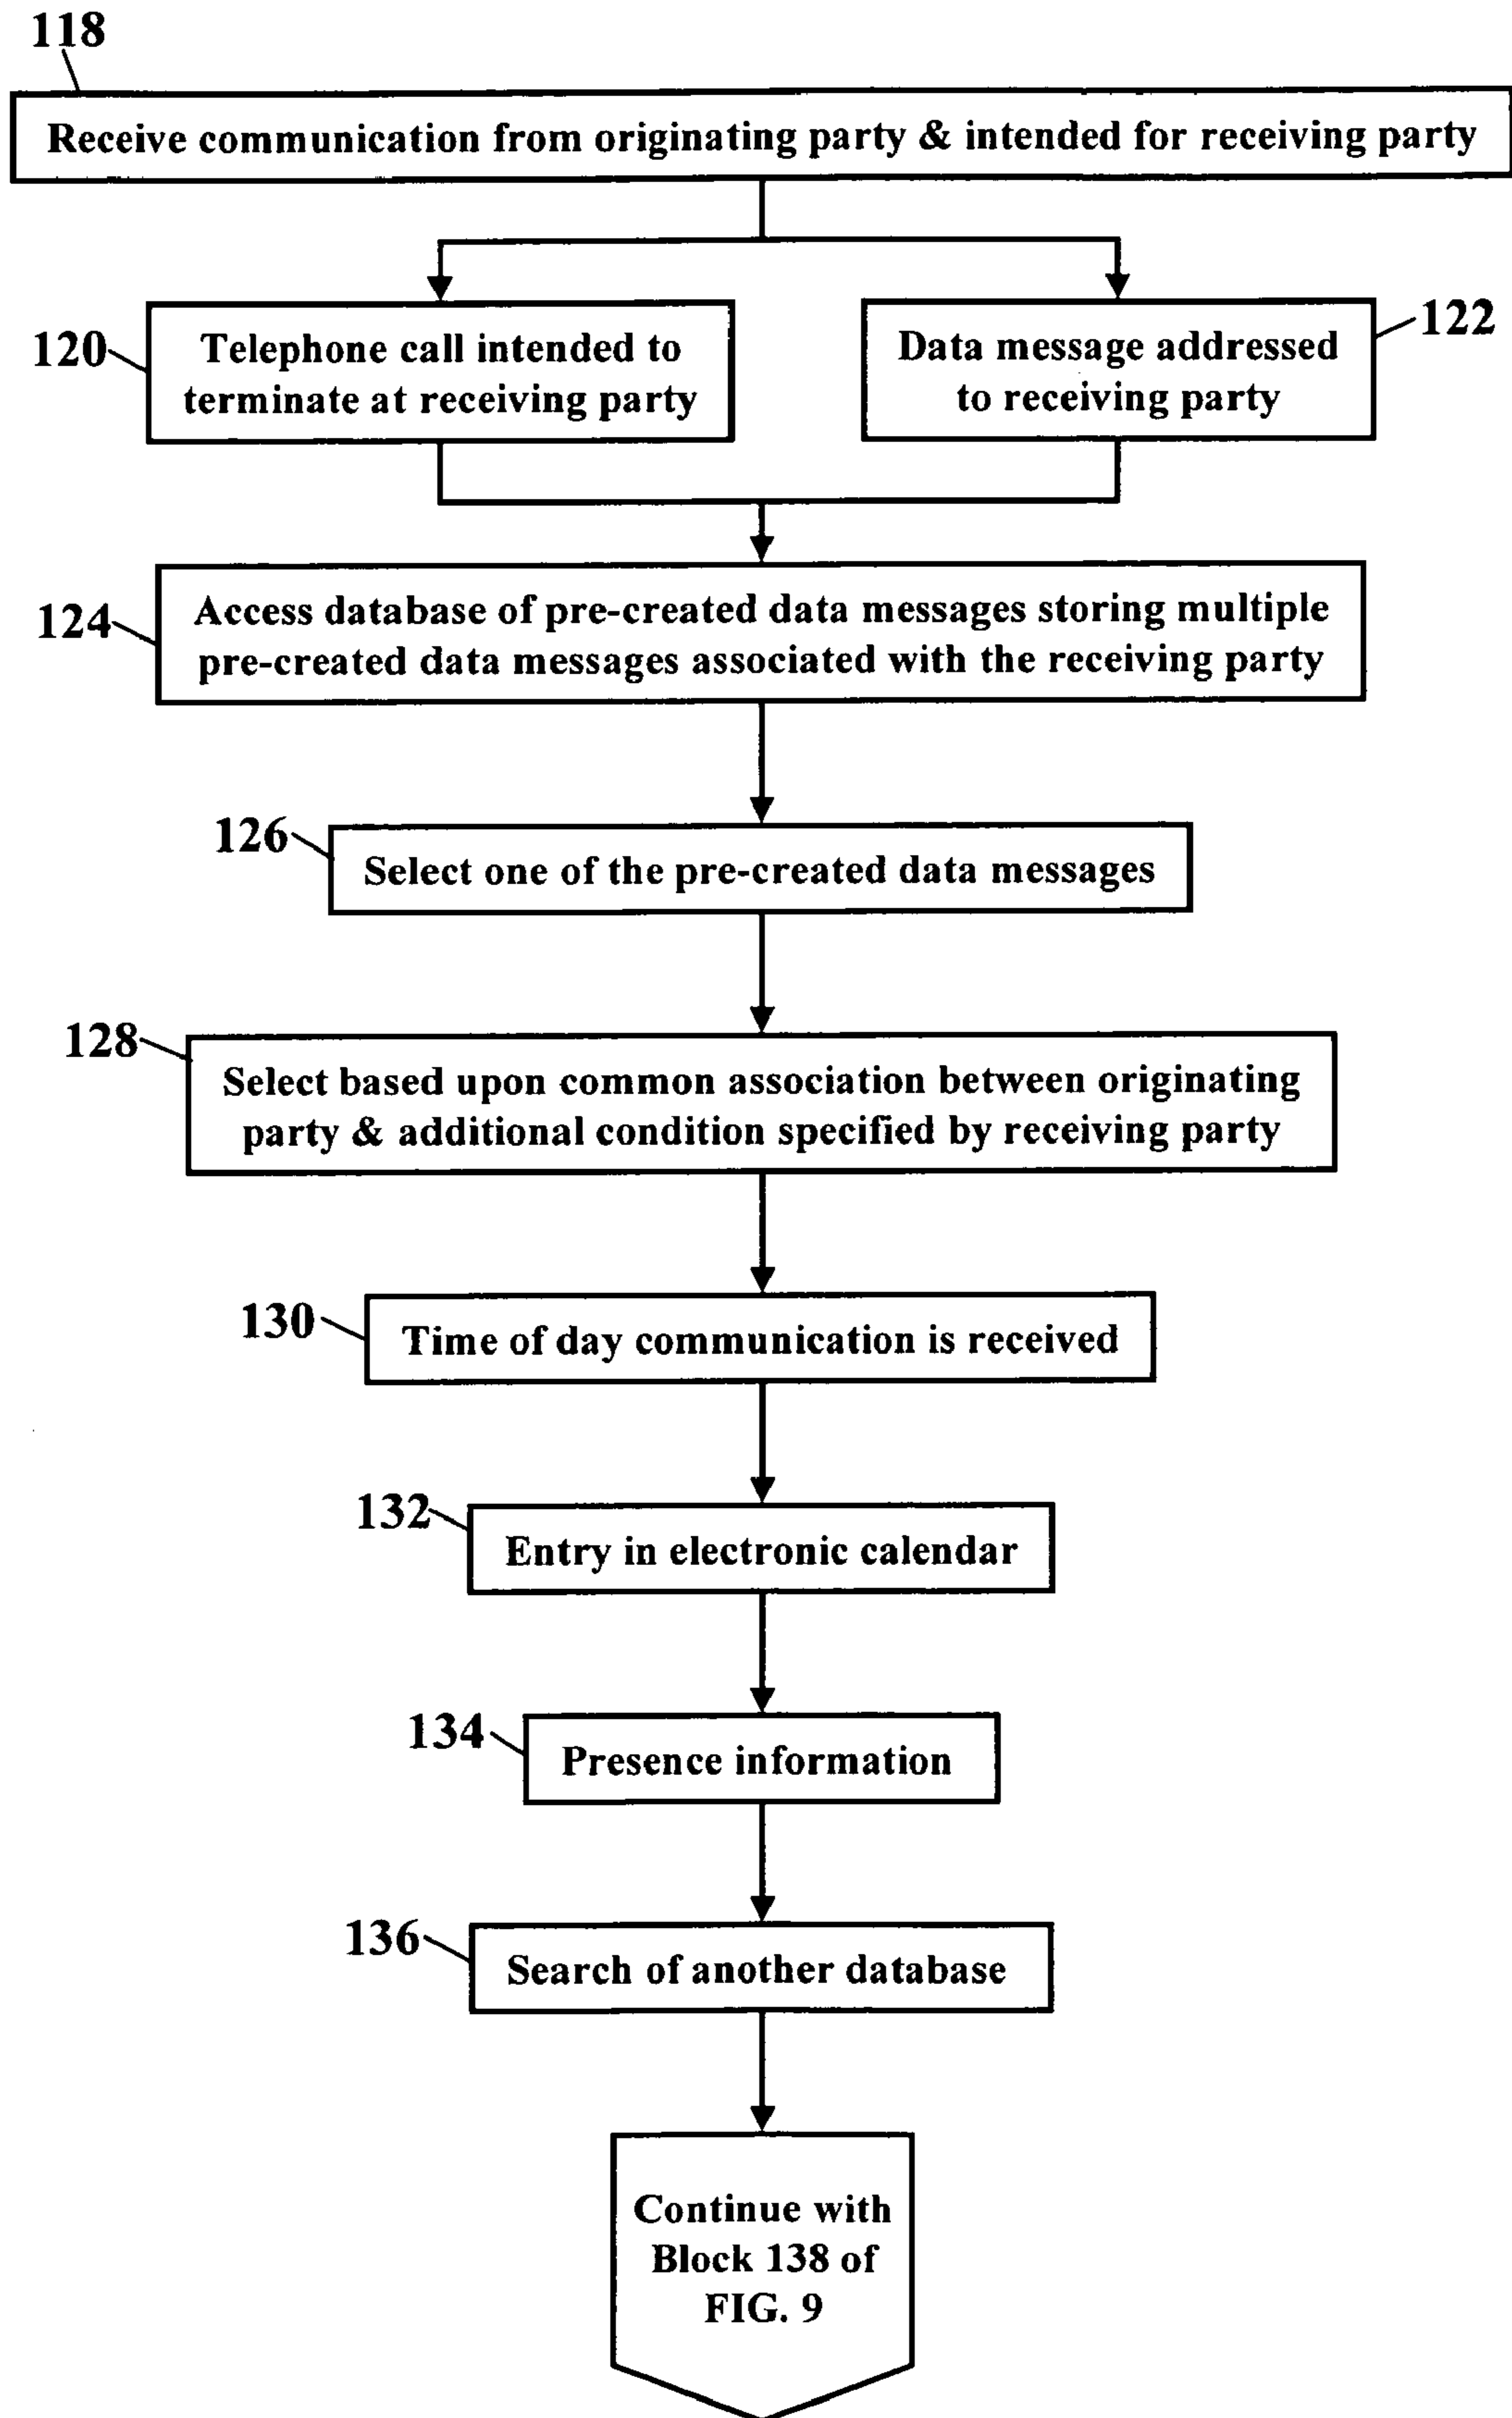 118
Receive communication from originating party & intended for receiving party
120
Telephone call intended to
terminate at receiving party
122
Data message addressed
to receiving party
124
Access database of pre-created data messages storing multiple
pre-created data messages associated with the receiving party
126
Select one of the pre-created data messages
128
Select based upon common association between originating
party & additional condition specified by receiving party
130
Time of day communication is received
132
Entry in electronic calendar
134
Presence information
136
Search of another database
Continue with
Block 138 of
FIG. 9